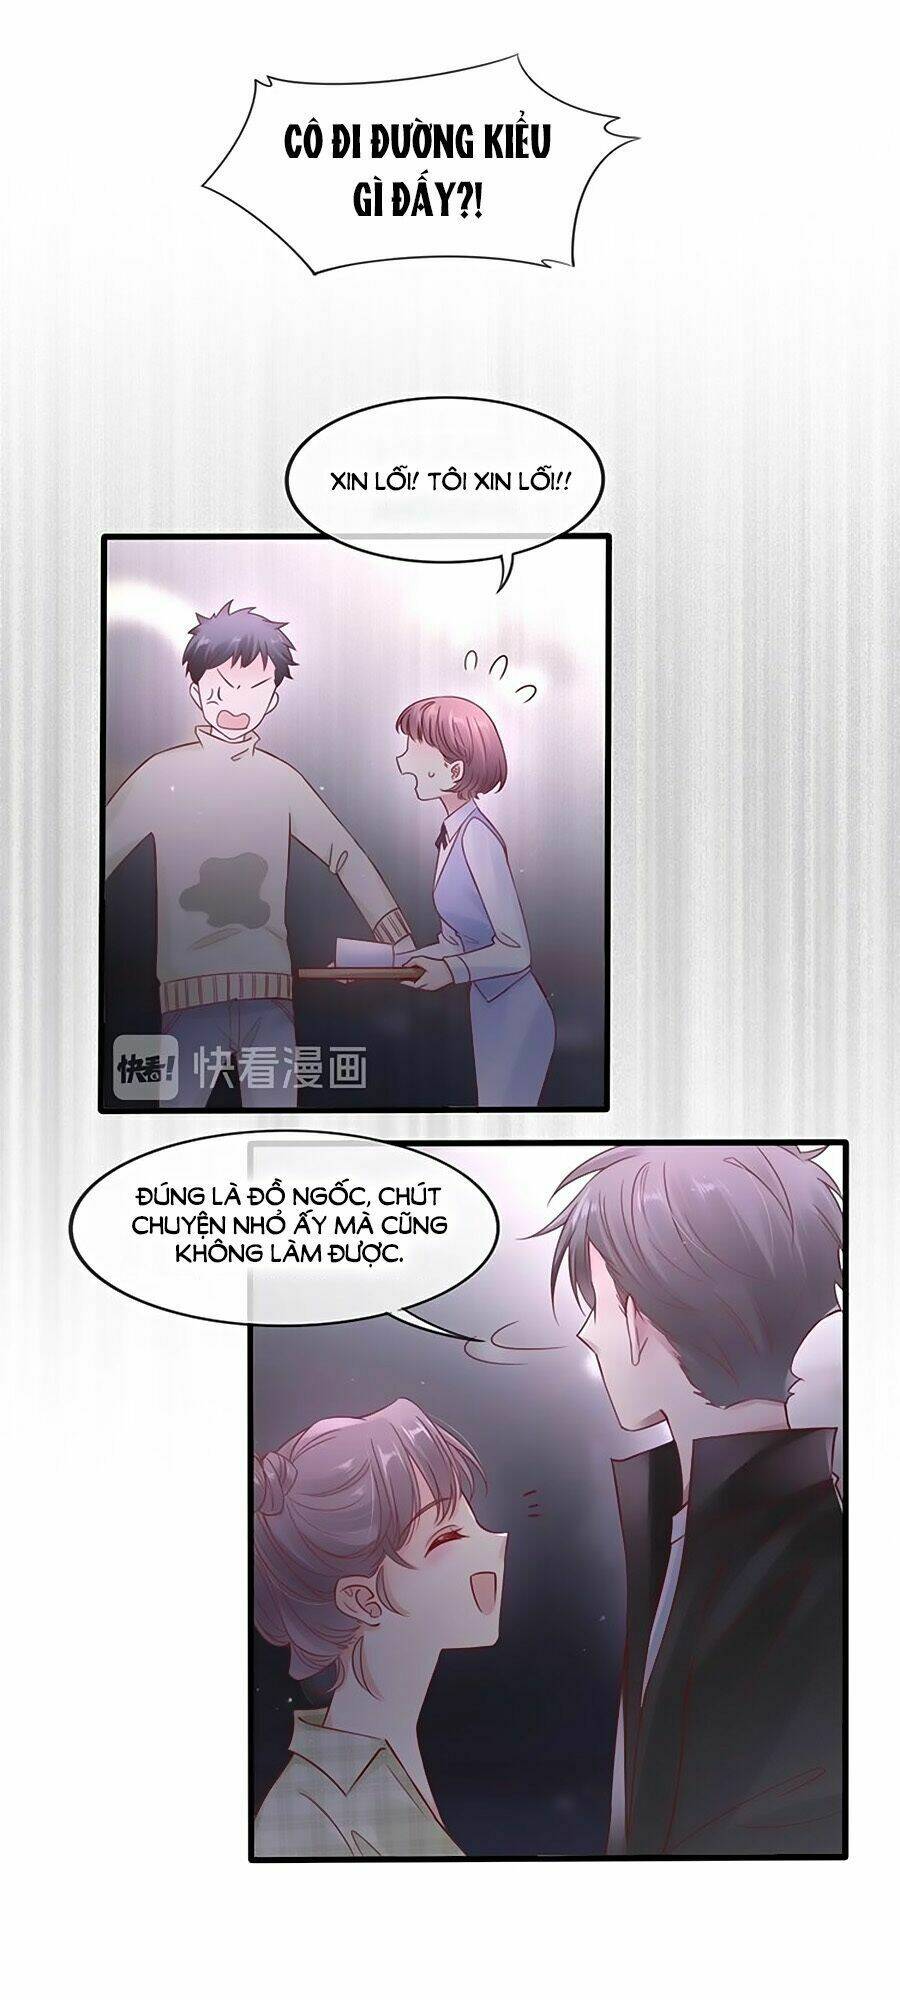 CÔ ĐI ĐƯỜNG KIỂU
GÌ ĐẤY?!
XIN LỖI! TÔI XIN LỖI!!
快看!
快看漫画
ĐÚNG LÀ ĐỒ NGỐC, CHÚT
CHUYỆN NHỎ ẤY MÀ CŨNG
KHÔNG LÀM ĐƯỢC.